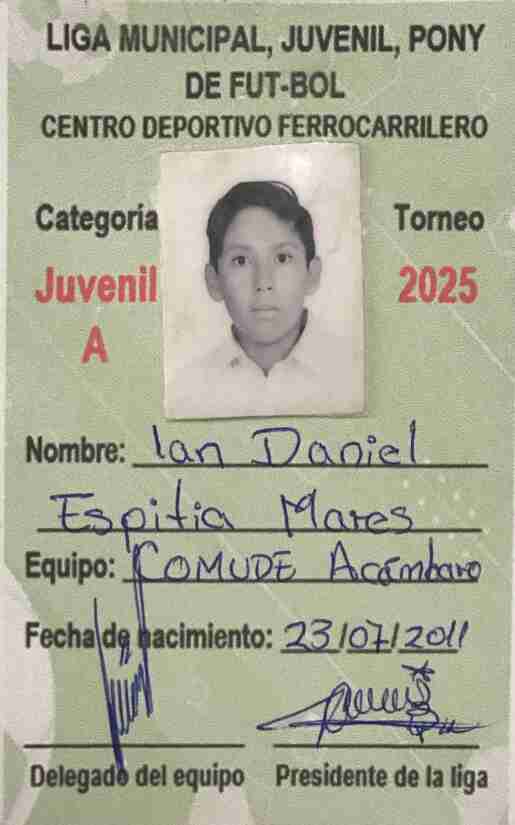 LIGA MUNICIPAL, JUVENIL, PONY
DE FUT-BOL
CENTRO DEPORTIVO FERROCARRILERO
Categoría Torneo
Juvenil 2025
A
Nombre: Ian Daniel
Espitia Mares
Equipo: COMUDE Acámbaro
Fecha de nacimiento: 23/07/2011
Delegado del equipo Presidente de la liga